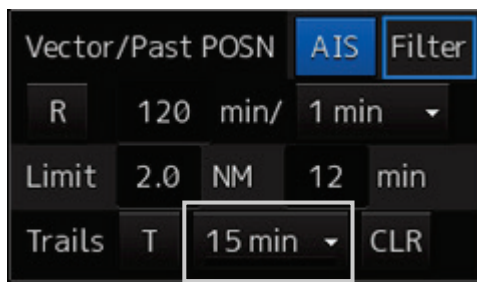 Vector/Past POSN AIS Filter
R 120 min/ 1 min
Limit 2.0 NM 12 min
Trails T 15 min CLR